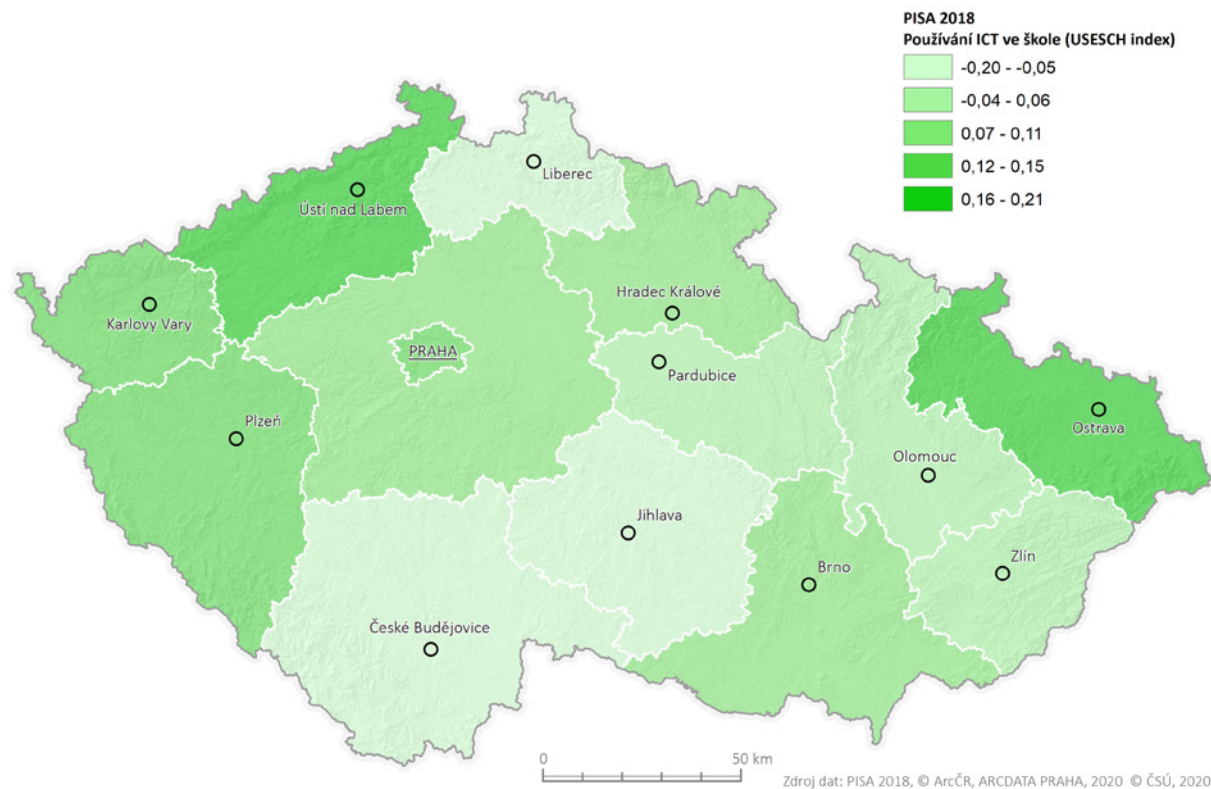 PISA 2018
Používání ICT ve škole (USESCH index)
-0,20 - -0,05
-0,04 - 0,06
0,07 - 0,11
0,12 - 0,15
0,16 - 0,21
Liberec
Ústí nad Labem
Karlovy Vary
Hradec Králové
PRAHA
Pardubice
Plzeň
Ostrava
Olomouc
Jihlava
Brno
Zlín
České Budějovice
0 50 km
Zdroj dat: PISA 2018, © ArcČR, ARCDATA PRAHA, 2020 © ČSÚ, 2020